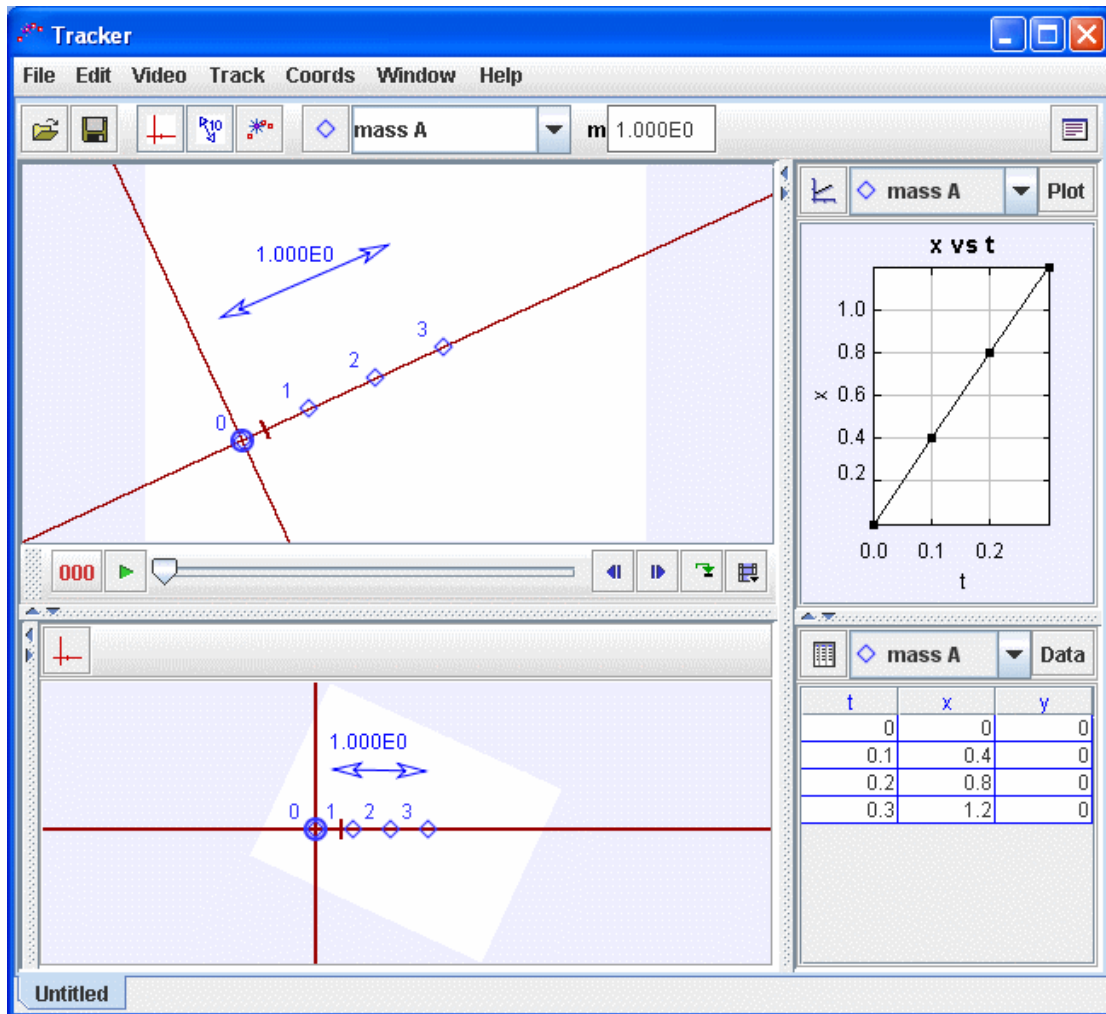 Tracker
File Edit Video Track Coords Window Help
mass A m 1.000E0
1.000E0
3
2
1
0
000
1.000E0
0 1 2 3
mass A Plot
x vs t
1.0
0.8
x 0.6
0.4
0.2
0.0 0.1 0.2
t
mass A Data
t x y
0 0 0
0.1 0.4 0
0.2 0.8 0
0.3 1.2 0
Untitled